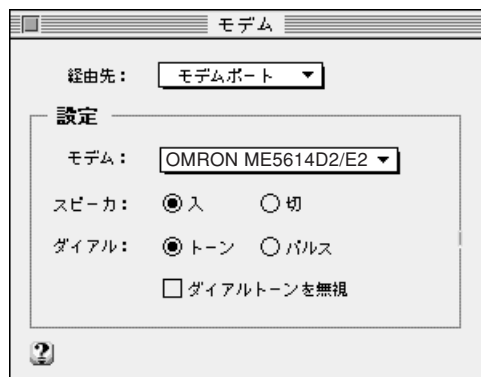 モデム
経由先： モデムポート
設定
モデム： OMRON ME5614D2/E2
スピーカ： 入 切
ダイアル： トーン パルス
ダイアルトーンを無視
?